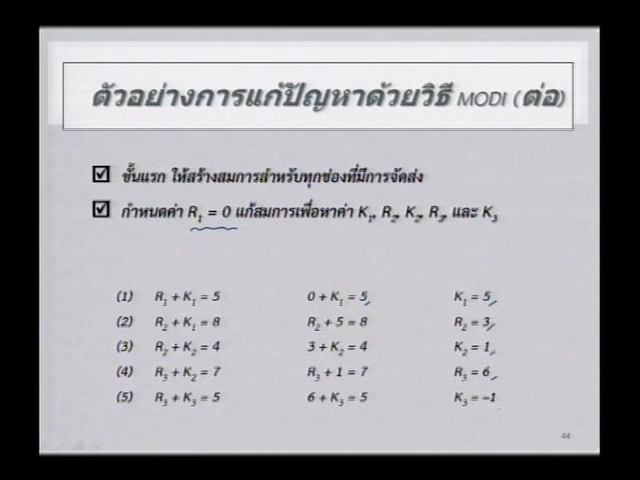 ตัวอย่างการแก้ปัญหาด้วยวิธี MODI (ต่อ)
ขั้นแรก ให้สร้างสมการสำหรับทุกช่องที่มีการจัดส่ง
กำหนดค่า R₁ = 0 แก้สมการเพื่อหาค่า K₁, R₂, K₂, R₃, และ K₃
(1) R₁ + K₁ = 5 0 + K₁ = 5 K₁ = 5
(2) R₂ + K₁ = 8 R₂ + 5 = 8 R₂ = 3
(3) R₂ + K₂ = 4 3 + K₂ = 4 K₂ = 1
(4) R₃ + K₂ = 7 R₃ + 1 = 7 R₃ = 6
(5) R₃ + K₃ = 5 6 + K₃ = 5 K₃ = –1
44